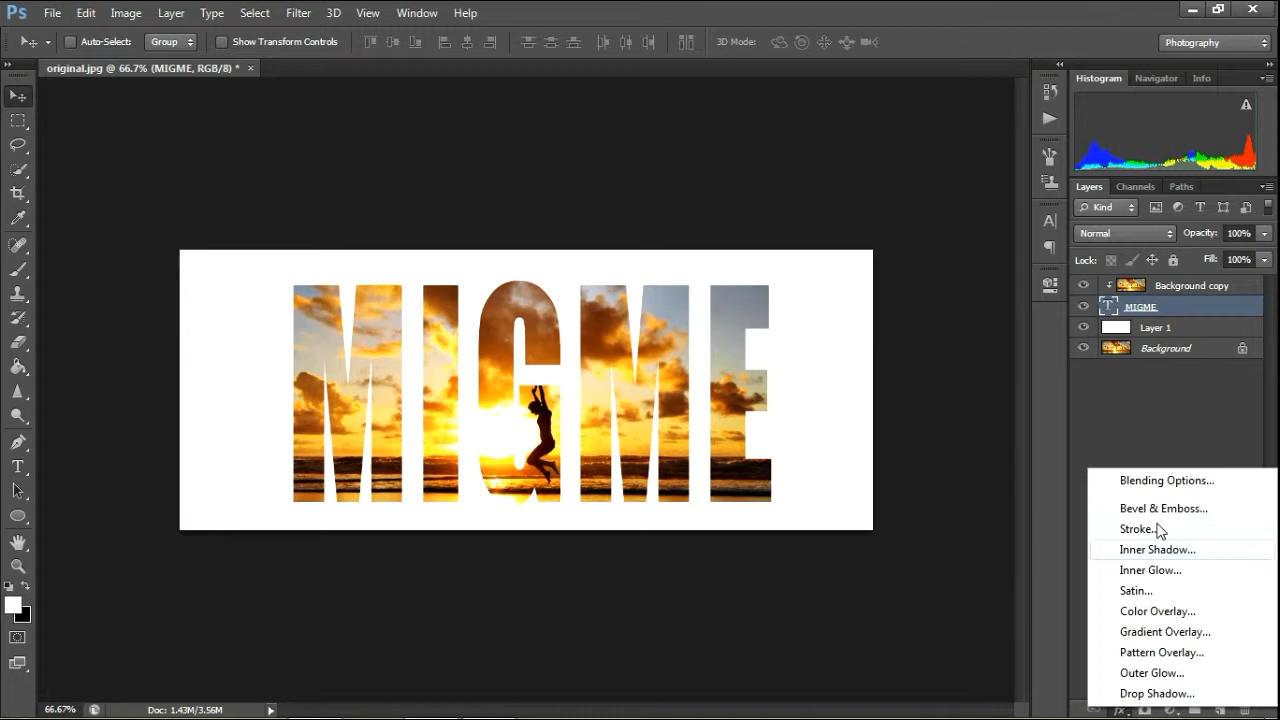 Ps File Edit Image Layer Type Select Filter 3D View Window Help
Auto-Select: Group Show Transform Controls 3D Mode: Photography
original.jpg @ 66.7% (MIGME, RGB/8) * ×
Histogram Navigator Info
Layers Channels Paths
Kind
Normal Opacity: 100%
Lock: Fill: 100%
Background copy
MIGME
Layer 1
Background
MIGME
Blending Options...
Bevel & Emboss...
Stroke...
Inner Shadow...
Inner Glow...
Satin...
Color Overlay...
Gradient Overlay...
Pattern Overlay...
Outer Glow...
Drop Shadow...
66.67% Doc: 1.43M/3.56M